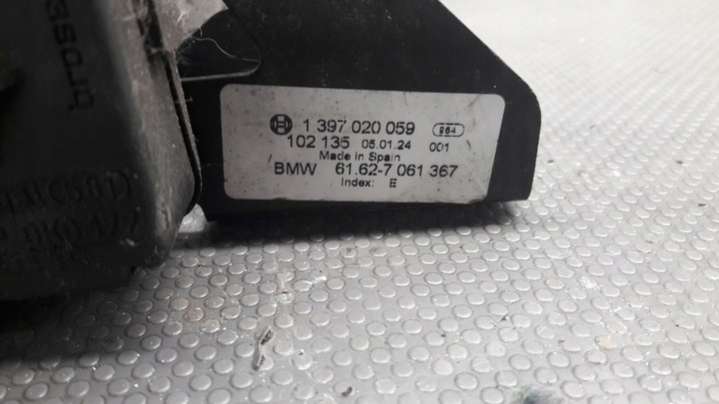 1 397 020 059 984
102 135 05.01.24 001
Made in Spain
BMW 61.62-7 061 367
Index: E